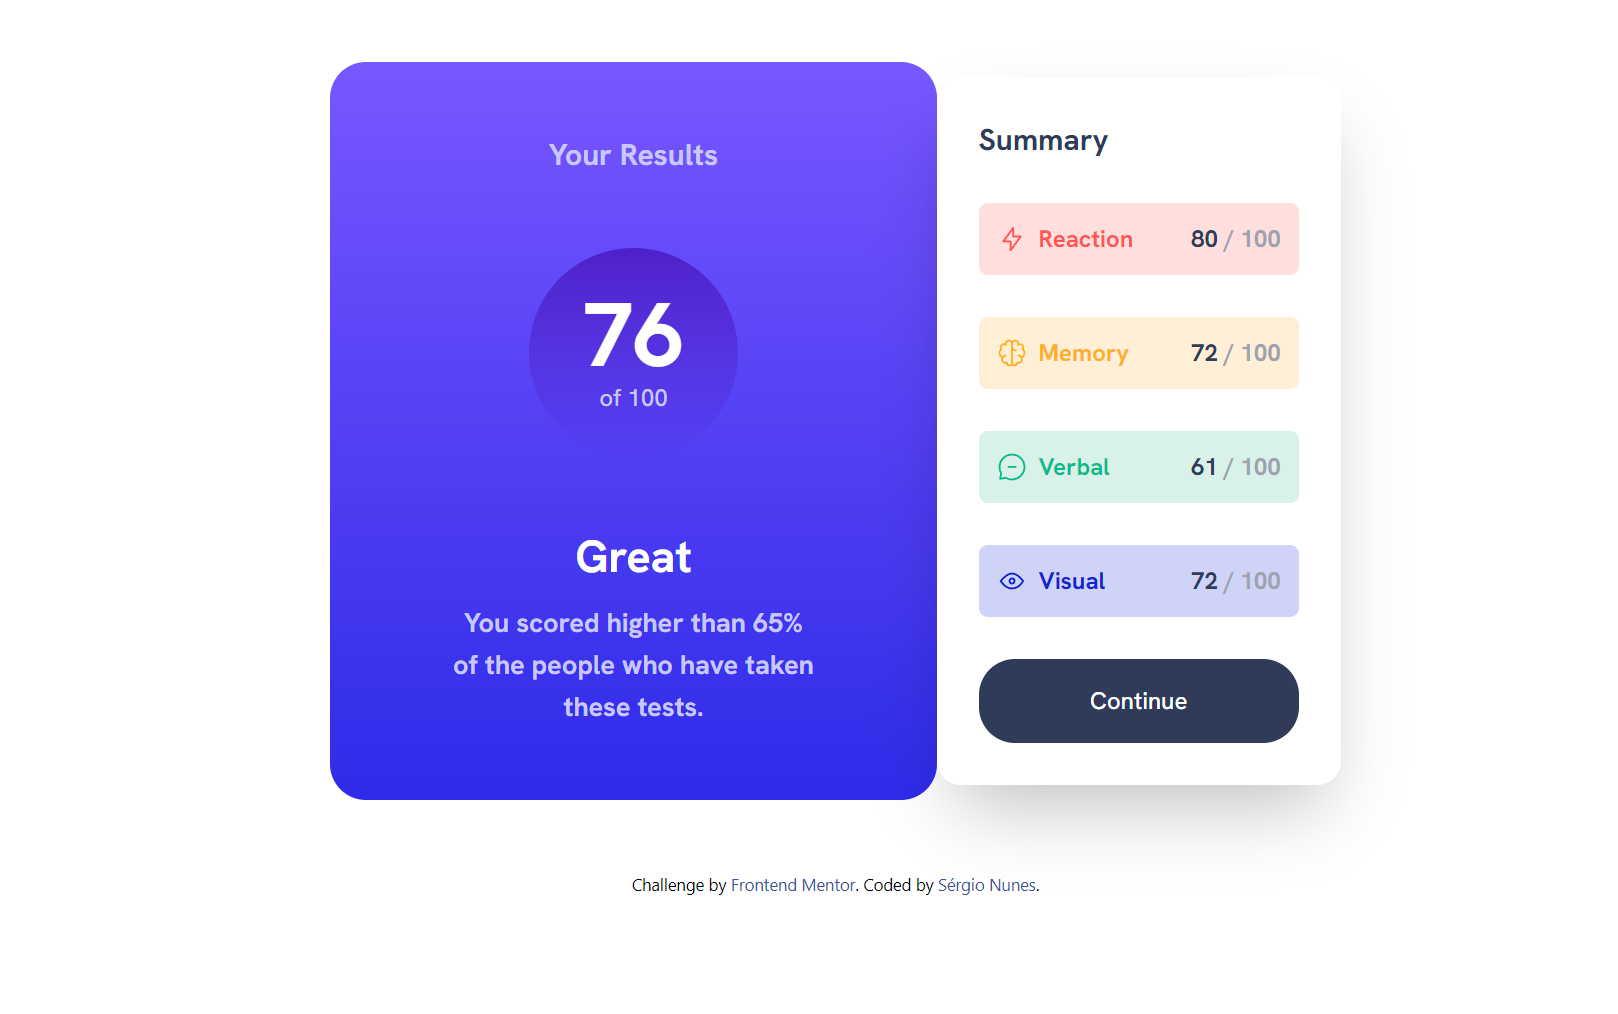 Your Results
76
of 100
Great
You scored higher than 65%
of the people who have taken
these tests.
Summary
Reaction 80 / 100
Memory 72 / 100
Verbal 61 / 100
Visual 72 / 100
Continue
Challenge by Frontend Mentor. Coded by Sérgio Nunes.